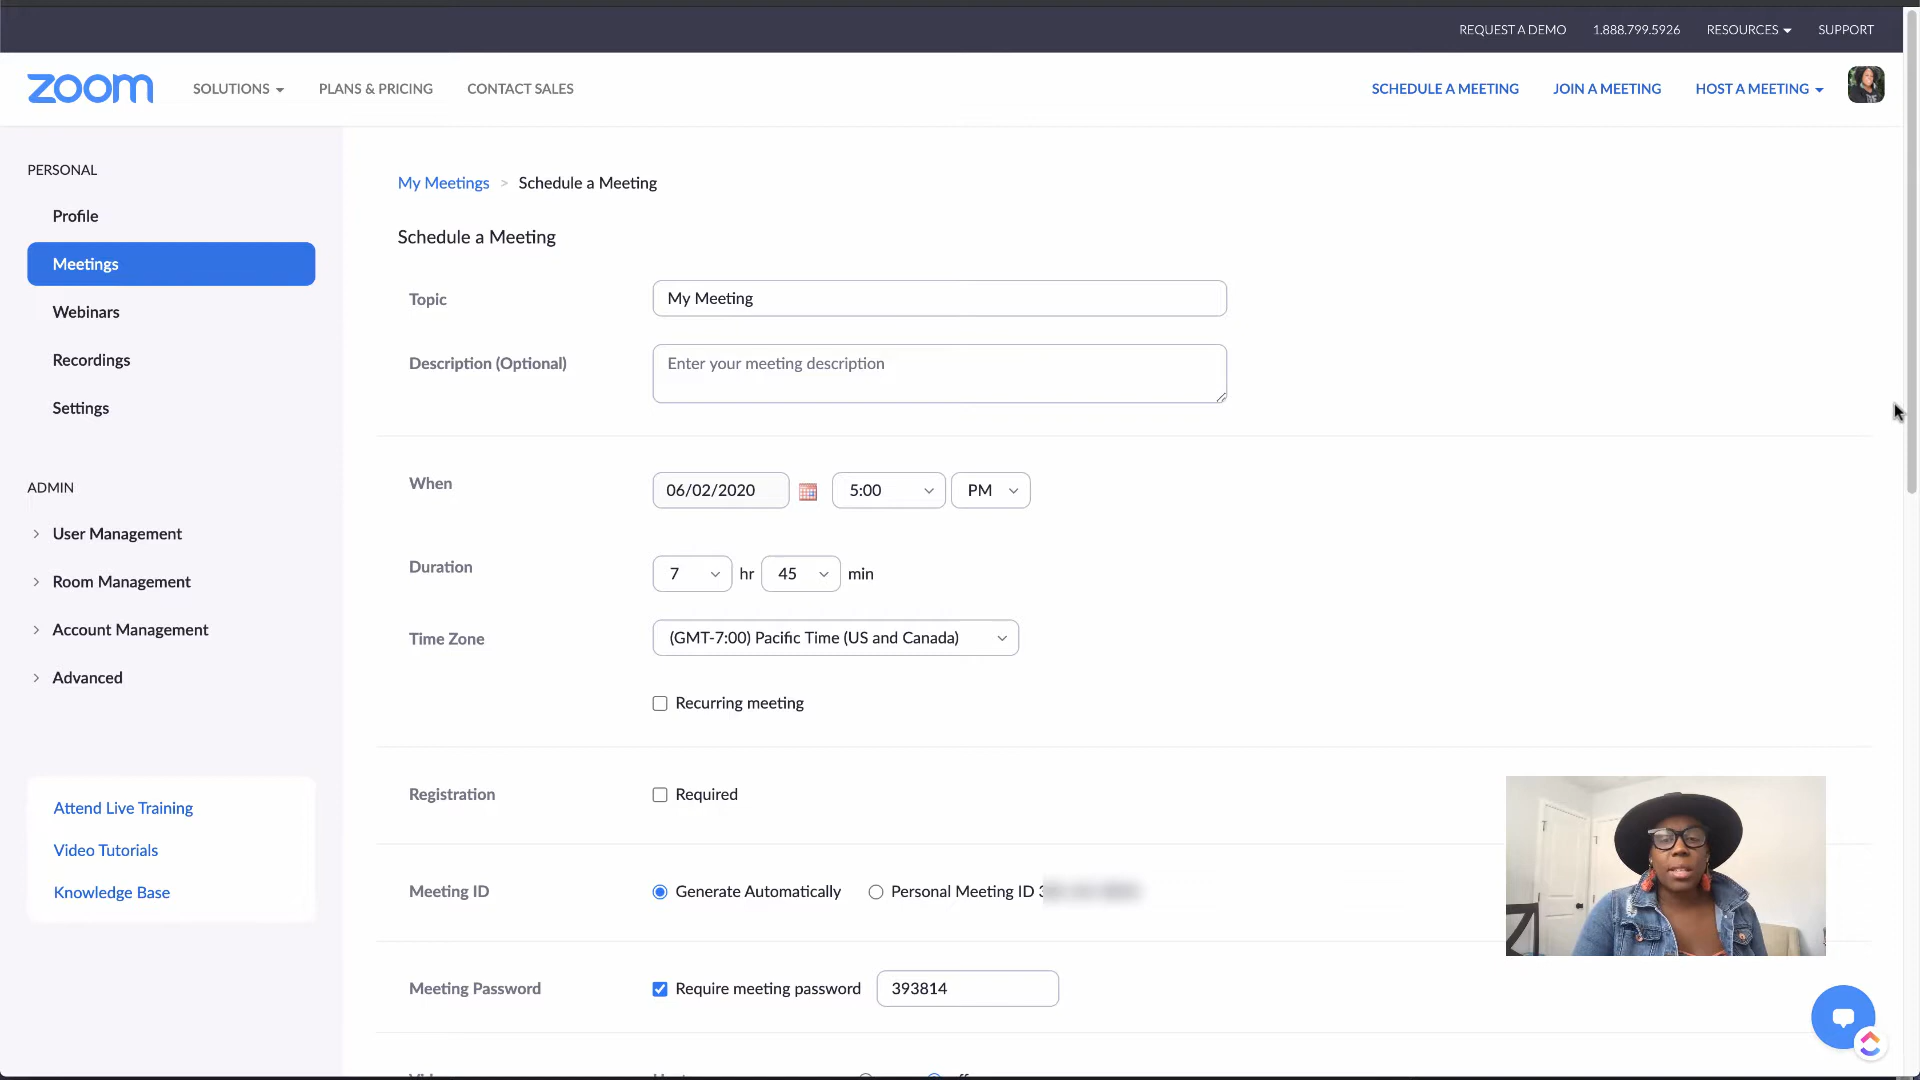 REQUEST A DEMO 1.888.799.5926 RESOURCES SUPPORT
zoom SOLUTIONS PLANS & PRICING CONTACT SALES SCHEDULE A MEETING JOIN A MEETING HOST A MEETING
PERSONAL
Profile
Meetings
Webinars
Recordings
Settings
ADMIN
User Management
Room Management
Account Management
Advanced
Attend Live Training
Video Tutorials
Knowledge Base
My Meetings > Schedule a Meeting
Schedule a Meeting
Topic My Meeting
Description (Optional) Enter your meeting description
When 06/02/2020 5:00 PM
Duration 7 hr 45 min
Time Zone (GMT-7:00) Pacific Time (US and Canada)
Recurring meeting
Registration Required
Meeting ID Generate Automatically Personal Meeting ID 3
Meeting Password Require meeting password 393814